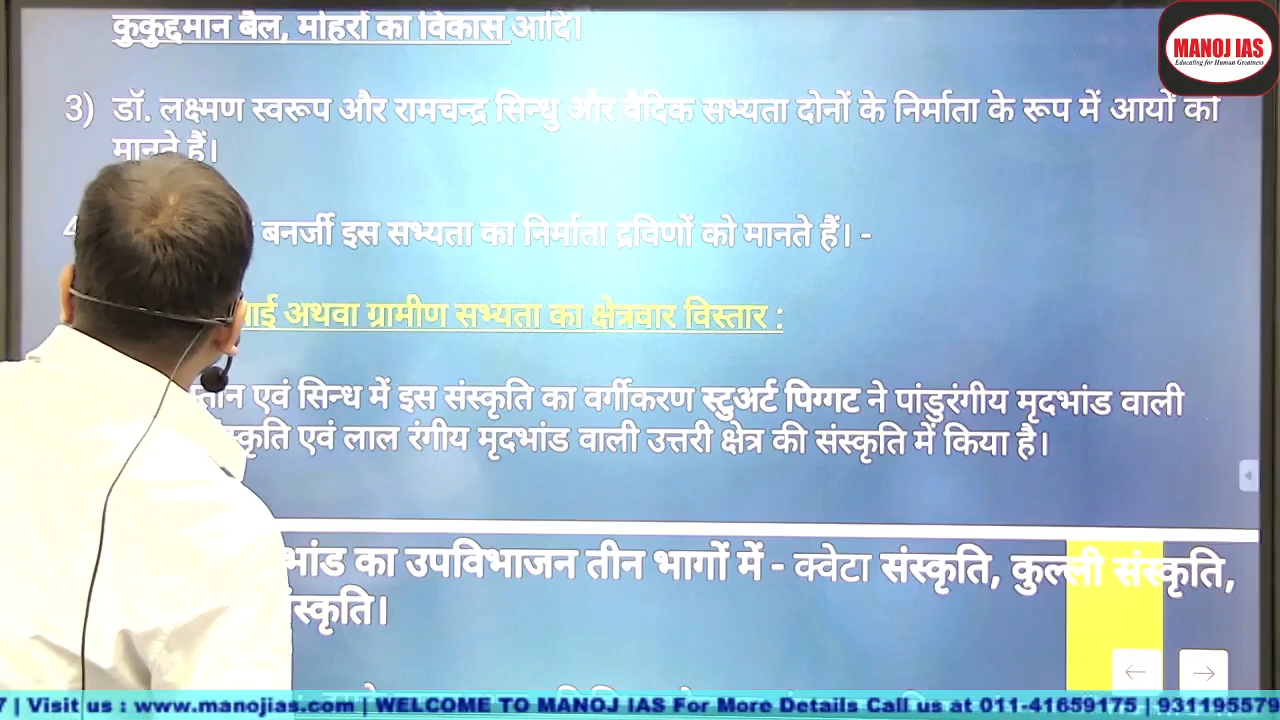 कुकुद्दमान बैल, मोहरों का विकास आदि।
MANOJ IAS
Educating for Human Greatness
3) डॉ. लक्ष्मण स्वरूप और रामचन्द्र सिन्धु और वैदिक सभ्यता दोनों के निर्माता के रूप में आर्यों को
मानते हैं।
बनर्जी इस सभ्यता का निर्माता द्रविणों को मानते हैं। -
अथवा ग्रामीण सभ्यता का क्षेत्रवार विस्तार :
एवं सिन्ध में इस संस्कृति का वर्गीकरण स्टुअर्ट पिग्गट ने पांडुरंगीय मृदभांड वाली
एवं लाल रंगीय मृदभांड वाली उत्तरी क्षेत्र की संस्कृति में किया है।
का उपविभाजन तीन भागों में - क्वेटा संस्कृति, कुल्ली संस्कृति,
7 | Visit us : www.manojias.com | WELCOME TO MANOJ IAS For More Details Call us at 011-41659175 | 931195579